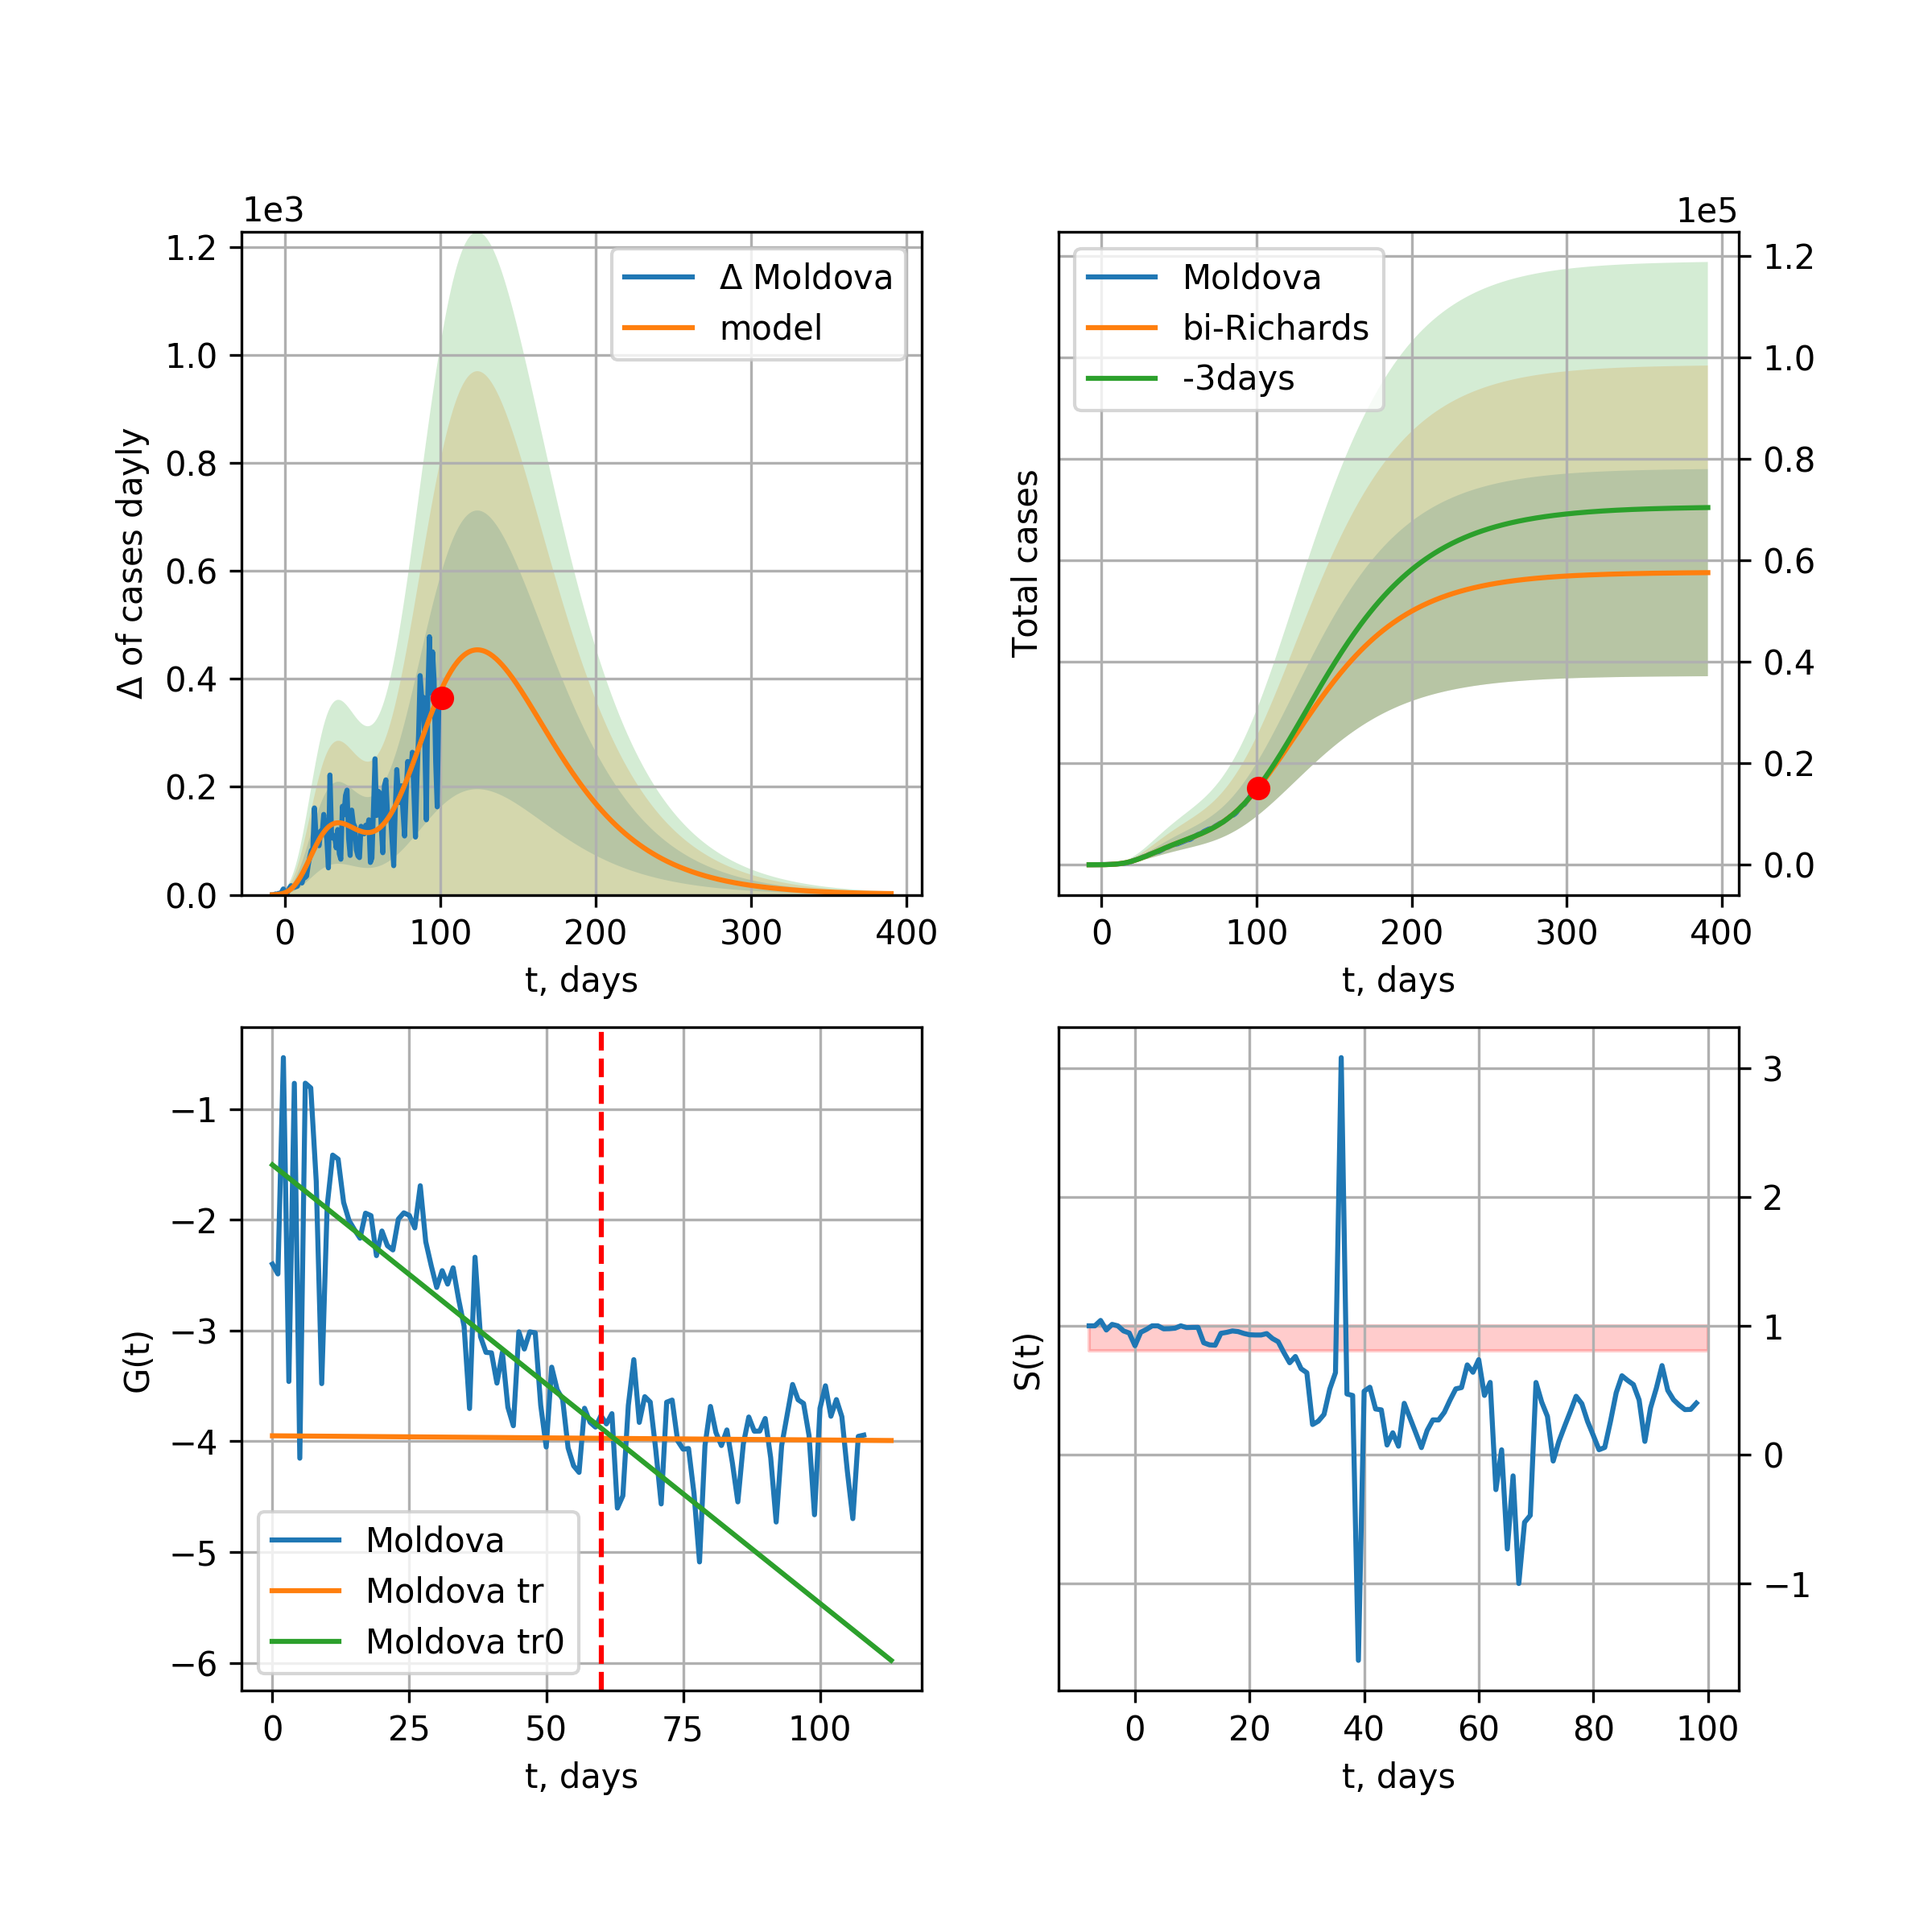 1e3
1.2
1.0
0.8
0.6
0.4
0.2
0.0
Δ of cases dayly
Δ Moldova
model
0 100 200 300 400
t, days
1e5
1.2
1.0
0.8
0.6
0.4
0.2
0.0
Total cases
Moldova
bi-Richards
-3days
0 100 200 300 400
t, days
−1
−2
−3
−4
−5
−6
G(t)
Moldova
Moldova tr
Moldova tr0
0 25 50 75 100
t, days
3
2
1
0
−1
S(t)
0 20 40 60 80 100
t, days